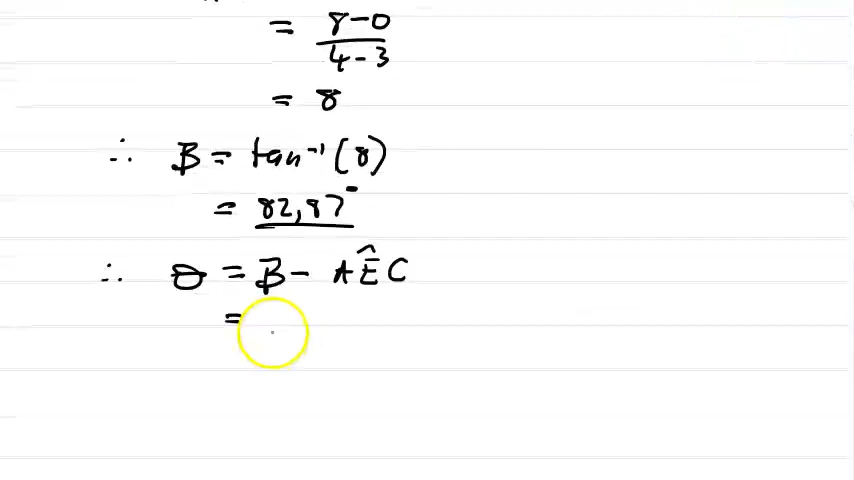 = 8-0/4-3
= 8
∴ β = tan⁻¹(8)
= 82,87°
∴ θ = β - AÊC
=